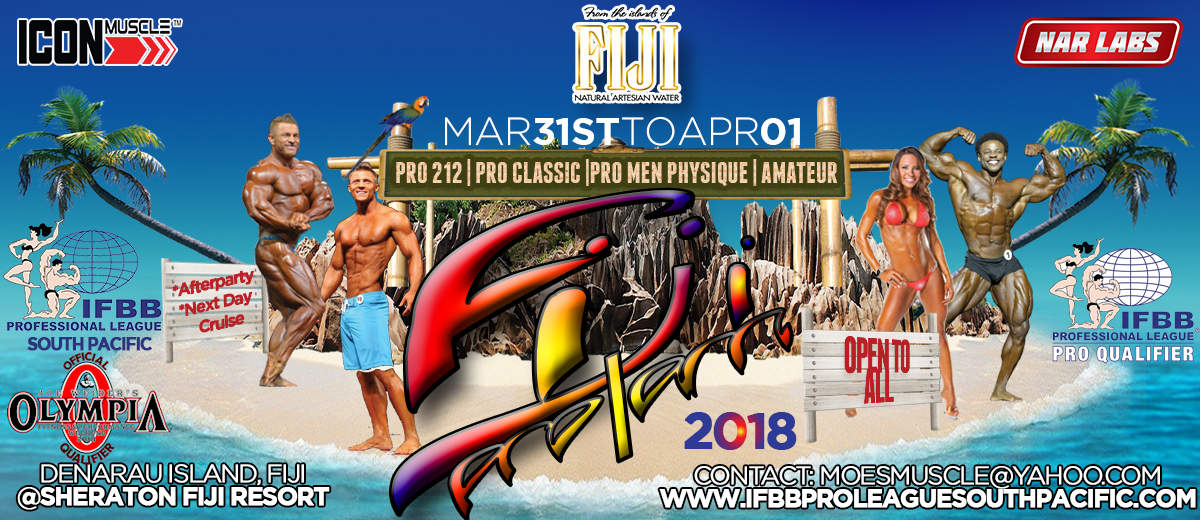 ICON MUSCLE™
From the islands of
FIJI
NATURAL ARTESIAN WATER
NAR LABS
MAR31STTOAPR01
PRO 212 | PRO CLASSIC |PRO MEN PHYSIQUE | AMATEUR
IFBB
PROFESSIONAL LEAGUE
SOUTH PACIFIC
*Afterparty
*Next Day
Cruise
Fiji
2018
OPEN TO
ALL
IFBB
PROFESSIONAL LEAGUE
PRO QUALIFIER
OFFICIAL
JOE WEIDER'S
OLYMPIA
QUALIFIER
DENARAU ISLAND, FIJI
@SHERATON FIJI RESORT
CONTACT: MOESMUSCLE@YAHOO.COM
WWW.IFBBPROLEAGUESOUTHPACIFIC.COM